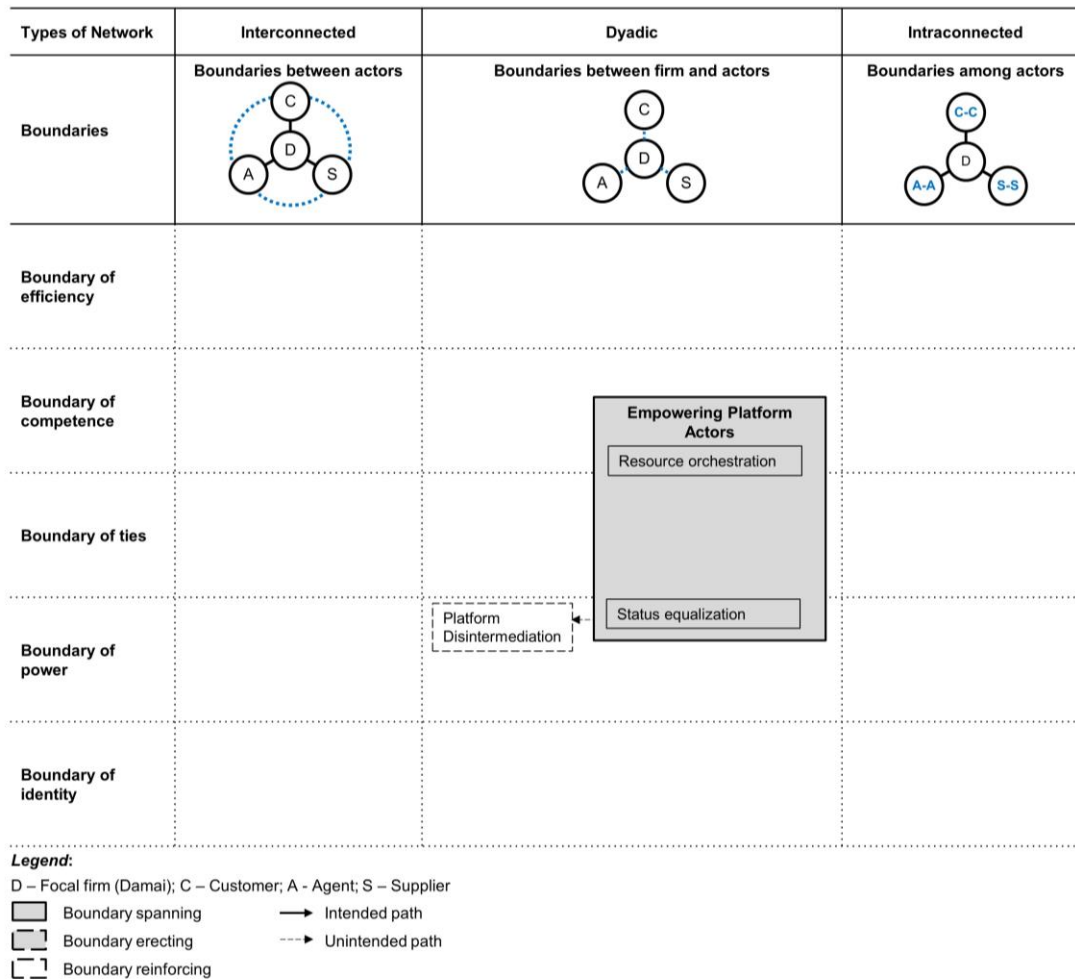 Types of Network
Interconnected
Dyadic
Intraconnected
Boundaries
Boundaries between actors
C
D
A
S
Boundaries between firm and actors
C
D
A
S
Boundaries among actors
C-C
D
A-A
S-S
Boundary of
efficiency
Boundary of
competence
Empowering Platform
Actors
Resource orchestration
Boundary of ties
Status equalization
Platform
Disintermediation
Boundary of
power
Boundary of
identity
Legend:
D – Focal firm (Damai); C – Customer; A - Agent; S – Supplier
Boundary spanning
Intended path
Boundary erecting
Unintended path
Boundary reinforcing